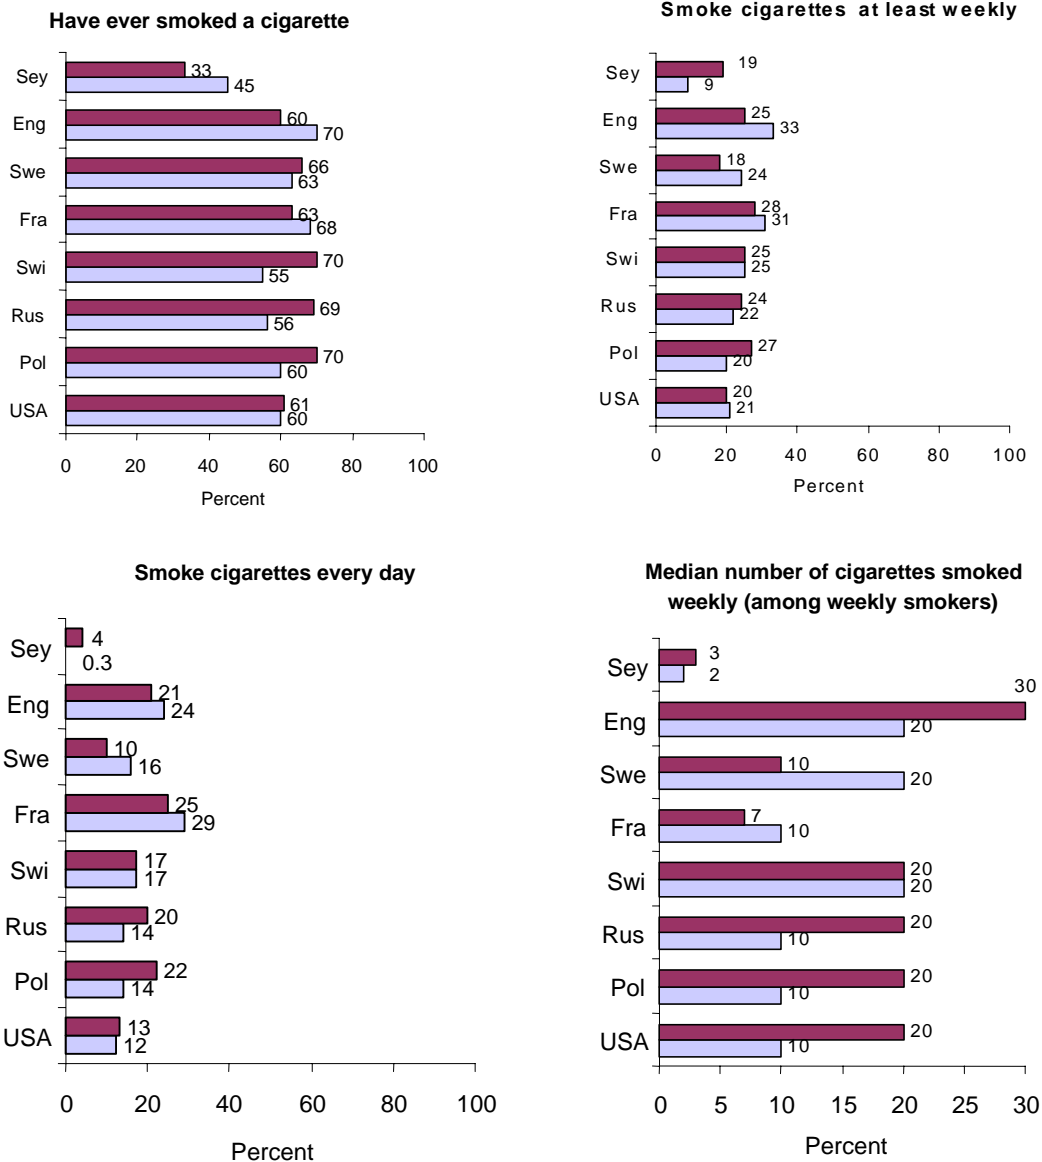 Have ever smoked a cigarette
Sey
33
45
Eng
60
70
Swe
66
63
Fra
63
68
Swi
70
55
Rus
69
56
Pol
70
60
USA
61
60
0 20 40 60 80 100
Percent
Smoke cigarettes at least weekly
Sey
19
9
Eng
25
33
Swe
18
24
Fra
28
31
Swi
25
25
Rus
24
22
Pol
27
20
USA
20
21
0 20 40 60 80 100
Percent
Smoke cigarettes every day
Sey
4
0.3
Eng
21
24
Swe
10
16
Fra
25
29
Swi
17
17
Rus
20
14
Pol
22
14
USA
13
12
0 20 40 60 80 100
Percent
Median number of cigarettes smoked
weekly (among weekly smokers)
Sey
3
2
Eng
30
20
Swe
10
20
Fra
7
10
Swi
20
20
Rus
20
10
Pol
20
10
USA
20
10
0 5 10 15 20 25 30
Percent